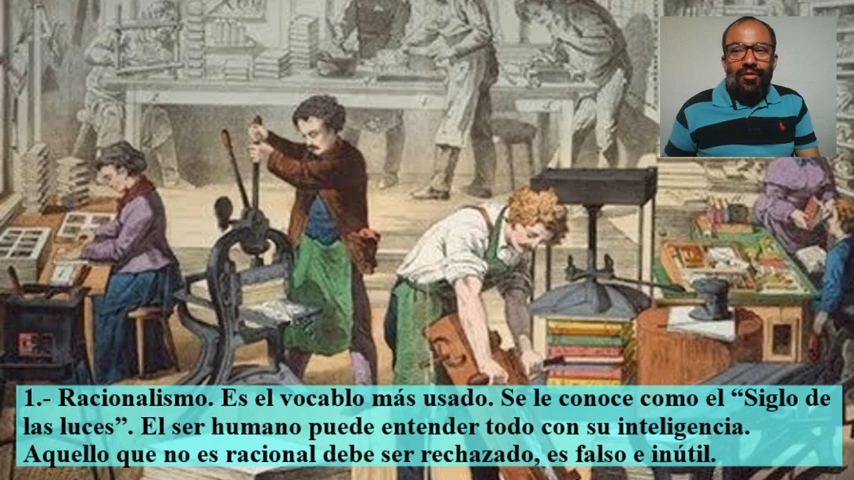 1.- Racionalismo. Es el vocablo más usado. Se le conoce como el “Siglo de
las luces”. El ser humano puede entender todo con su inteligencia.
Aquello que no es racional debe ser rechazado, es falso e inútil.